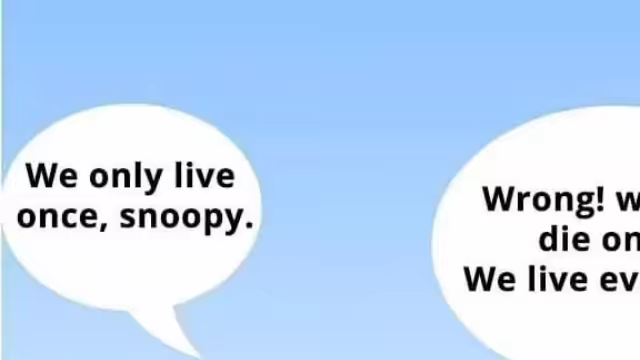 We only live
once, snoopy.
Wrong!
die
We live